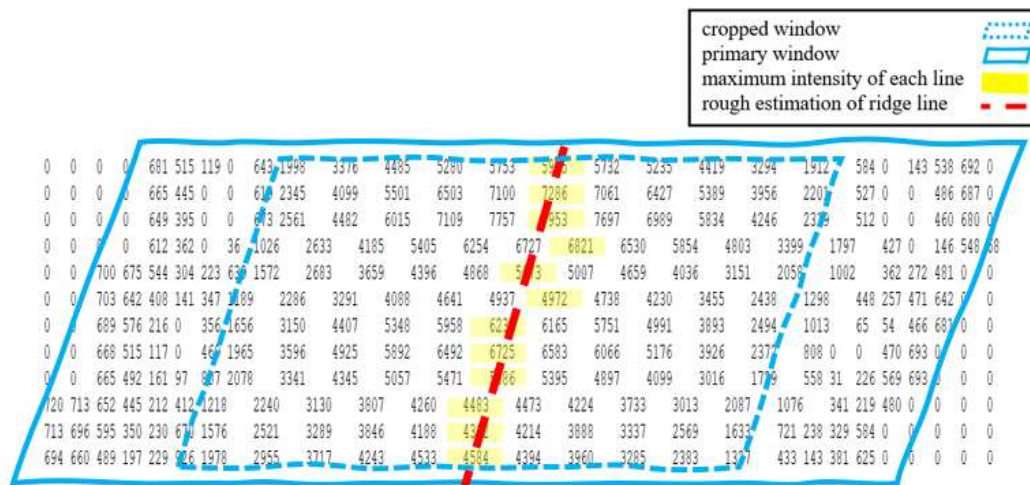 cropped window
primary window
maximum intensity of each line
rough estimation of ridge line
0 0 0 0 681 515 119 0 643 1998 3376 4485 5280 5753 5732 5235 4419 3294 1912 584 0 143 538 692 0
0 0 665 445 0 0 2345 4099 5501 6503 7100 7286 7061 6427 5389 3956 527 0 0 486 687 0
0 0 649 395 0 0 673 2561 4482 6015 7109 7757 7697 6989 5834 4246 512 0 0 460 680 0
0 0 612 362 0 36 1026 2633 4185 5405 6254 6727 6821 6530 5854 4803 3399 1797 427 0 146 548
0 0 700 675 544 304 223 1572 2683 3659 4396 4868 5007 4659 4036 3151 2058 1002 362 272 481 0 0
0 703 642 408 141 347 2286 3291 4088 4641 4937 4972 4738 4230 3455 2438 1298 448 257 471 642 0 0
0 0 689 576 216 0 356 1656 3150 4407 5348 5958 6165 5751 4991 3893 2494 1013 65 54 466 0 0
0 0 668 515 117 0 1965 3596 4925 5892 6492 6725 6583 6066 5176 3926 808 0 0 470 693 0 0 0
0 0 665 492 161 97 2078 3341 4345 5057 5471 5395 4897 4099 3016 558 31 226 569 693 0 0 0
713 652 445 212 412 2240 3130 3807 4260 4483 4473 4224 3733 3013 2087 1076 341 219 480 0 0 0 0 0
713 696 595 350 230 1576 2521 3289 3846 4188 4214 3888 3337 2569 1633 721 238 329 584 0 0 0 0 0
694 660 489 197 229 1978 2955 3717 4243 4533 4584 4394 3960 3285 2383 433 143 381 625 0 0 0 0 0